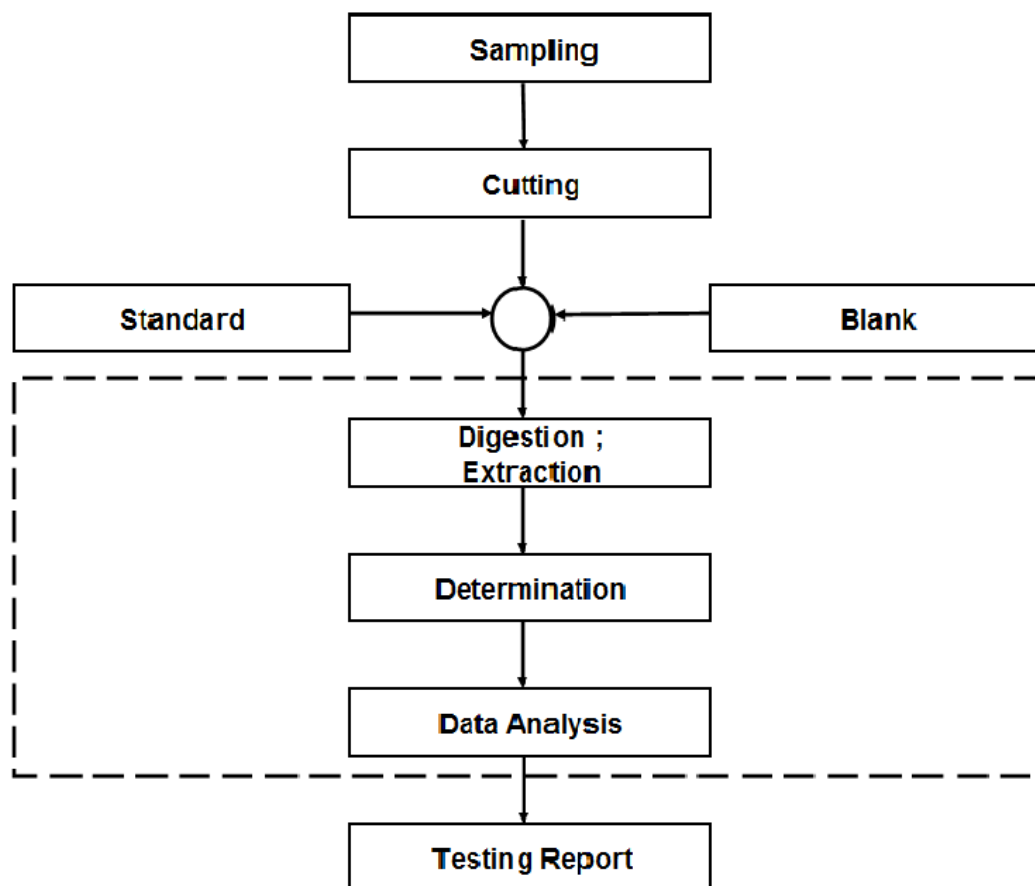 Sampling
Cutting
Standard
Blank
Digestion ;
Extraction
Determination
Data Analysis
Testing Report